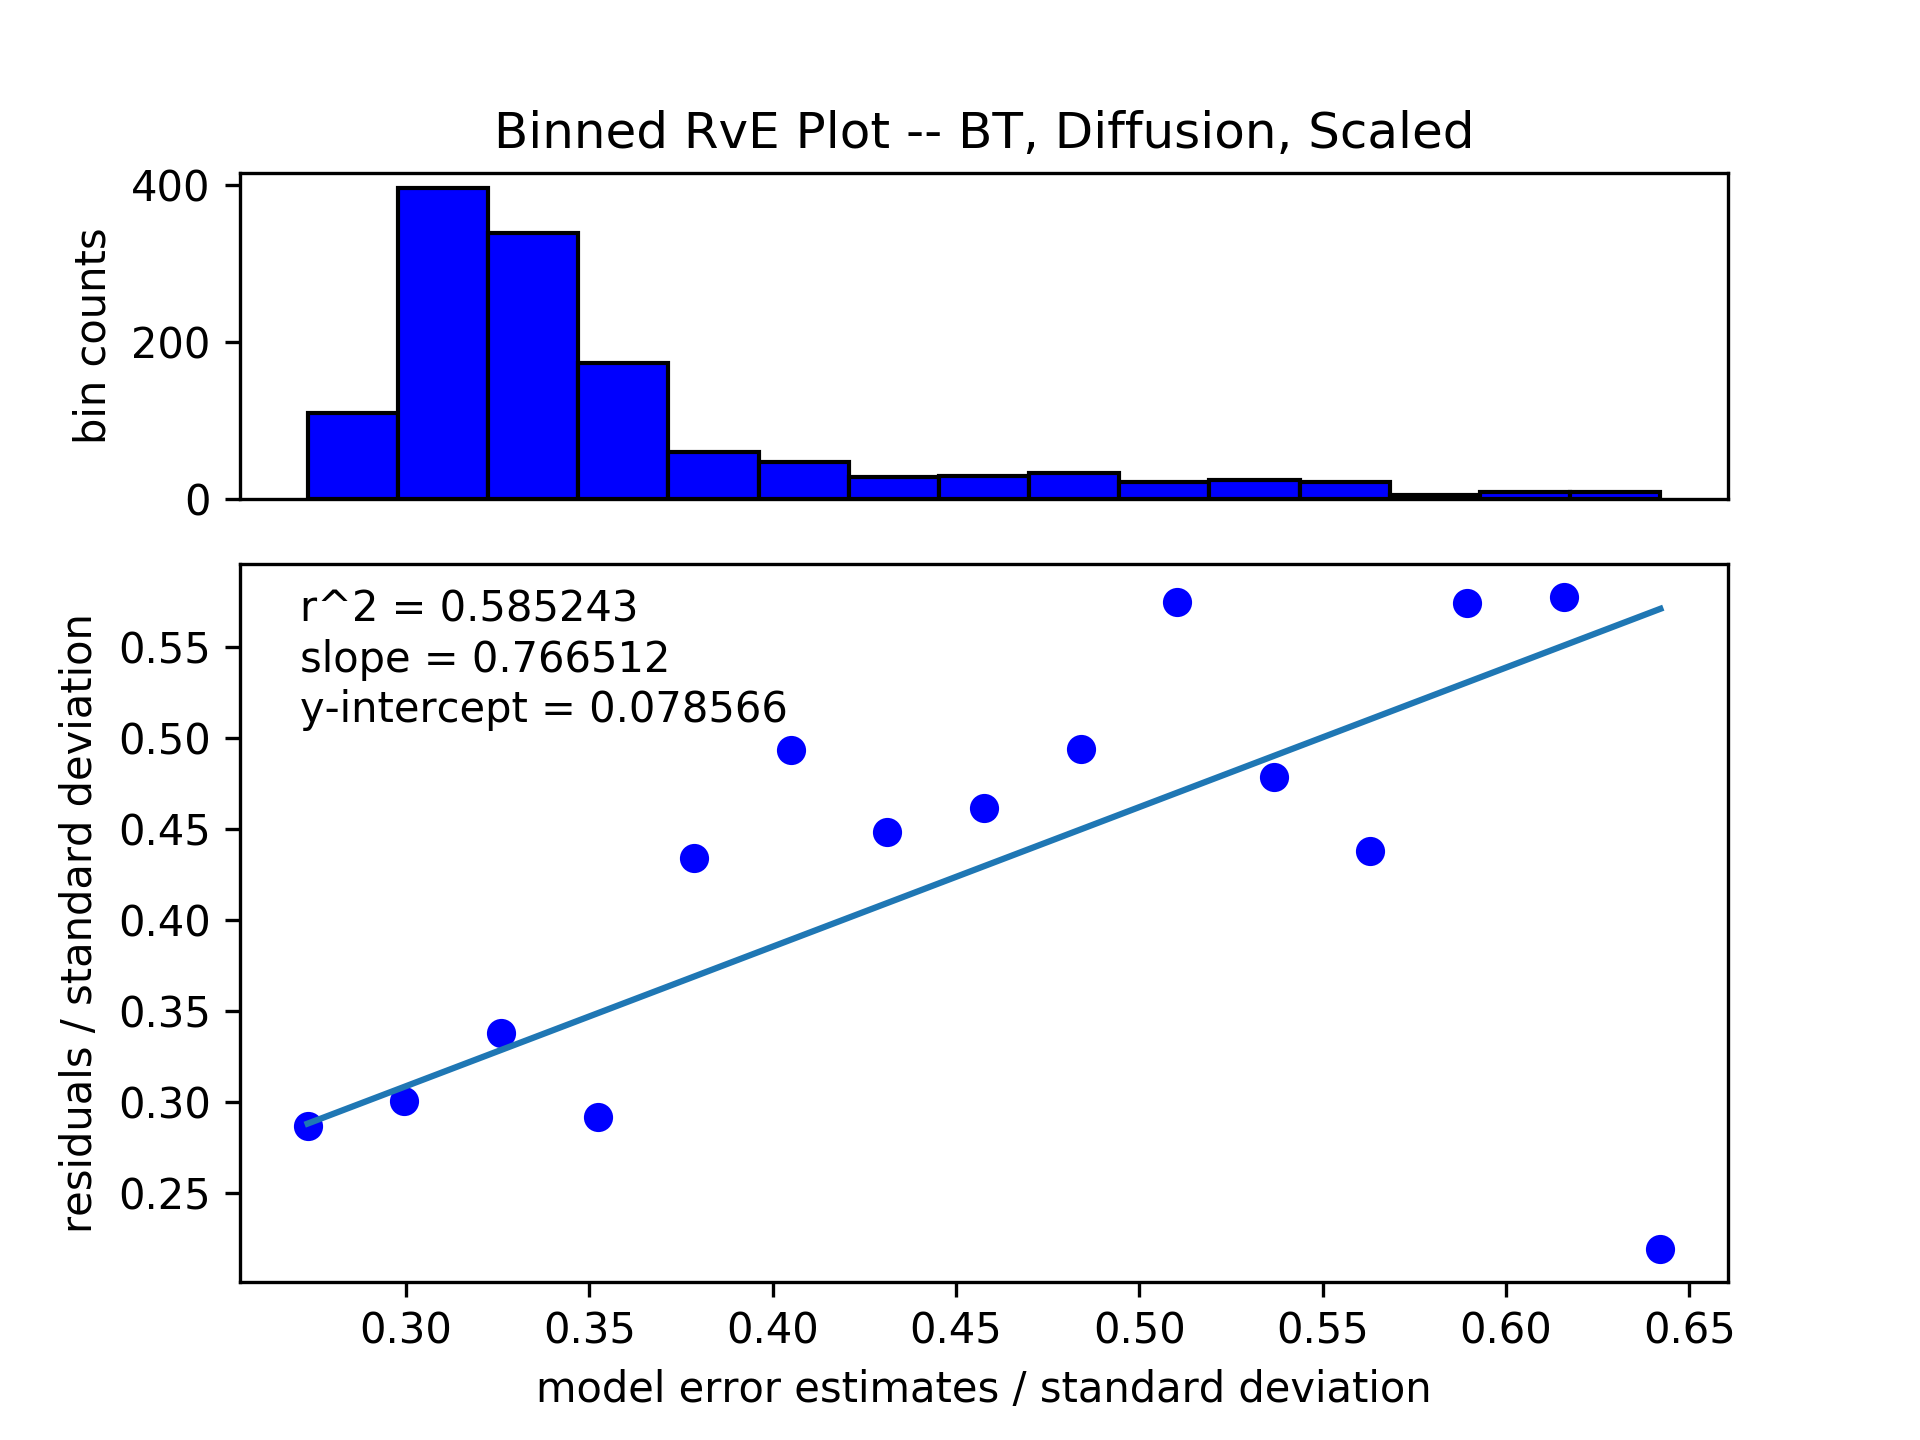 Binned RvE Plot -- BT, Diffusion, Scaled
bin counts
400
200
0
r^2 = 0.585243
slope = 0.766512
y-intercept = 0.078566
residuals / standard deviation
0.55
0.50
0.45
0.40
0.35
0.30
0.25
0.30 0.35 0.40 0.45 0.50 0.55 0.60 0.65
model error estimates / standard deviation